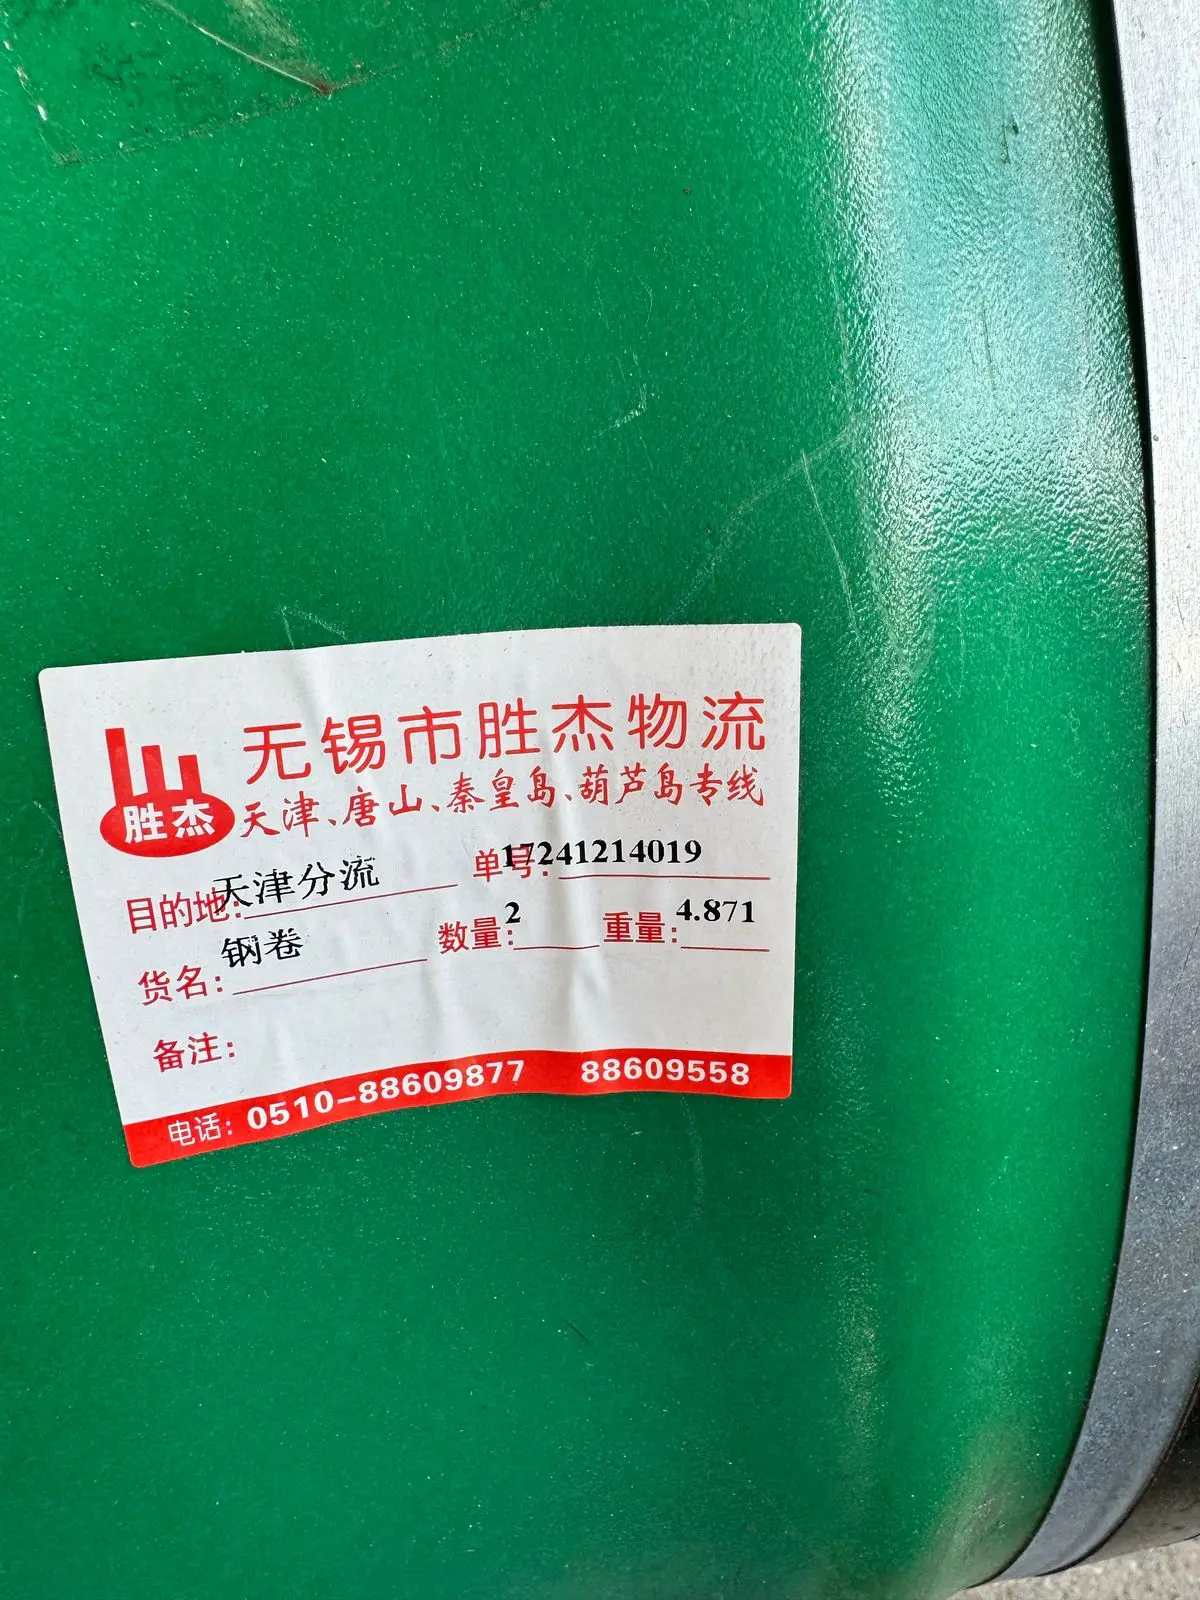 无锡市胜杰物流
胜杰
天津、唐山、秦皇岛、葫芦岛专线
目的地:天津分流 单号:17241214019
货名:钢卷 数量:2 重量:4.871
备注:
电话:0510-88609877 88609558